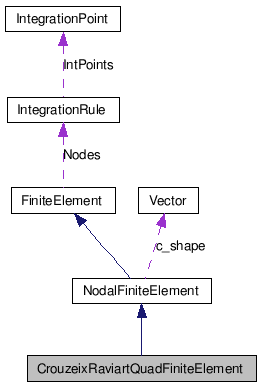 IntegrationPoint
IntPoints
IntegrationRule
Nodes
FiniteElement
Vector
c_shape
NodalFiniteElement
CrouzeixRaviartQuadFiniteElement